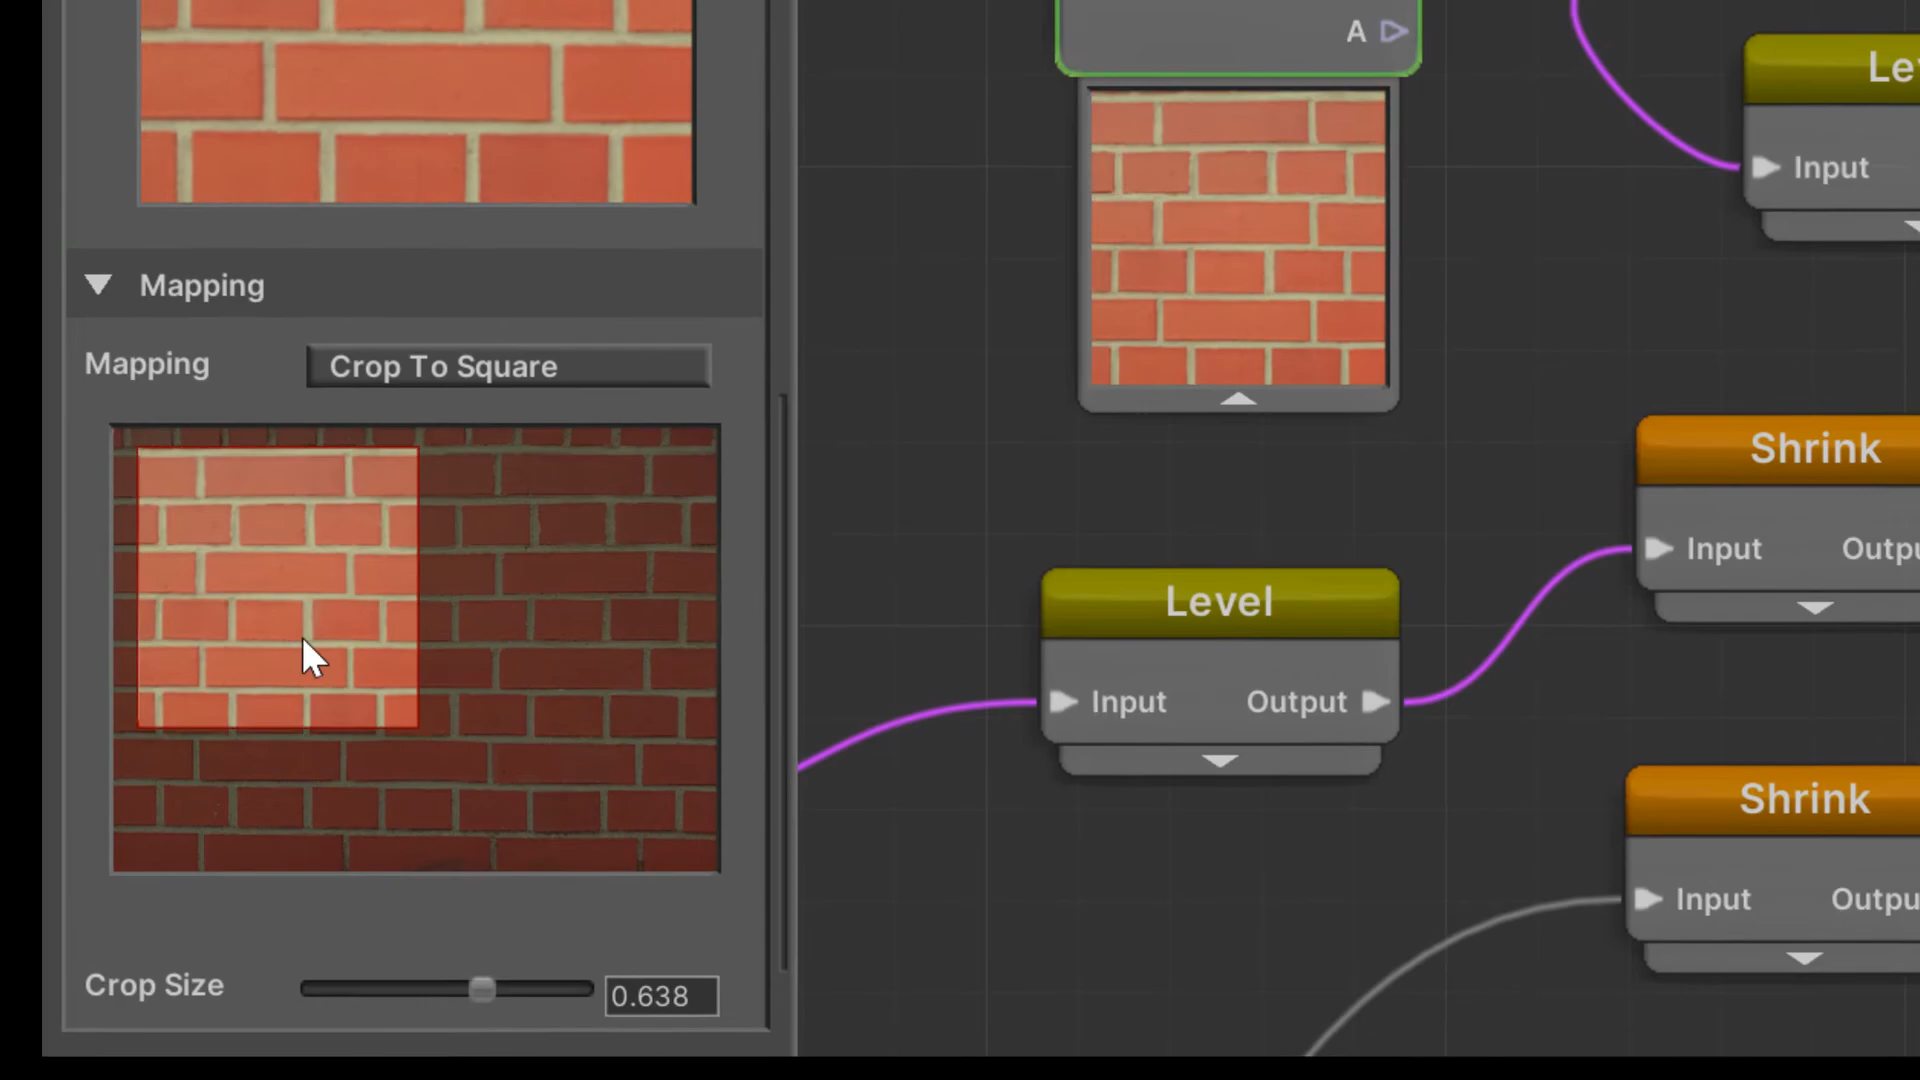 A
Input
Mapping
Mapping
Crop To Square
Level
Input
Output
Shrink
Input
Shrink
Input
Crop Size
0.638